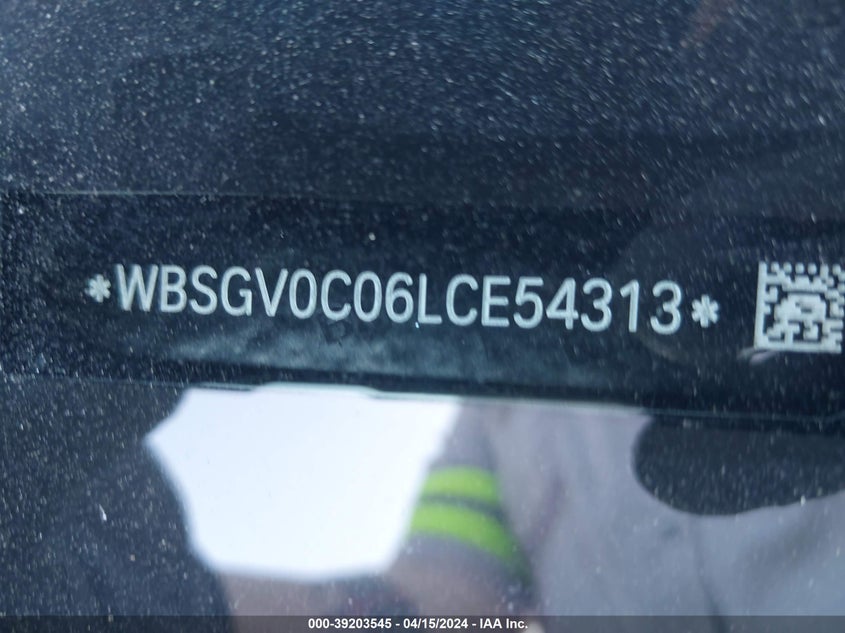 *WBSGV0C06LCE54313*
000-39203545 - 04/15/2024 - IAA Inc.